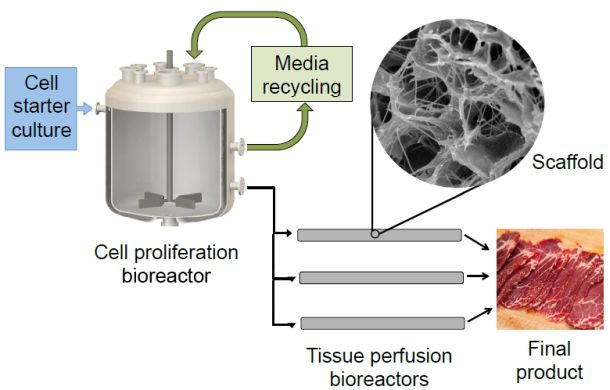 Cell
starter
culture
Media
recycling
Scaffold
Cell proliferation
bioreactor
Tissue perfusion
bioreactors
Final
product